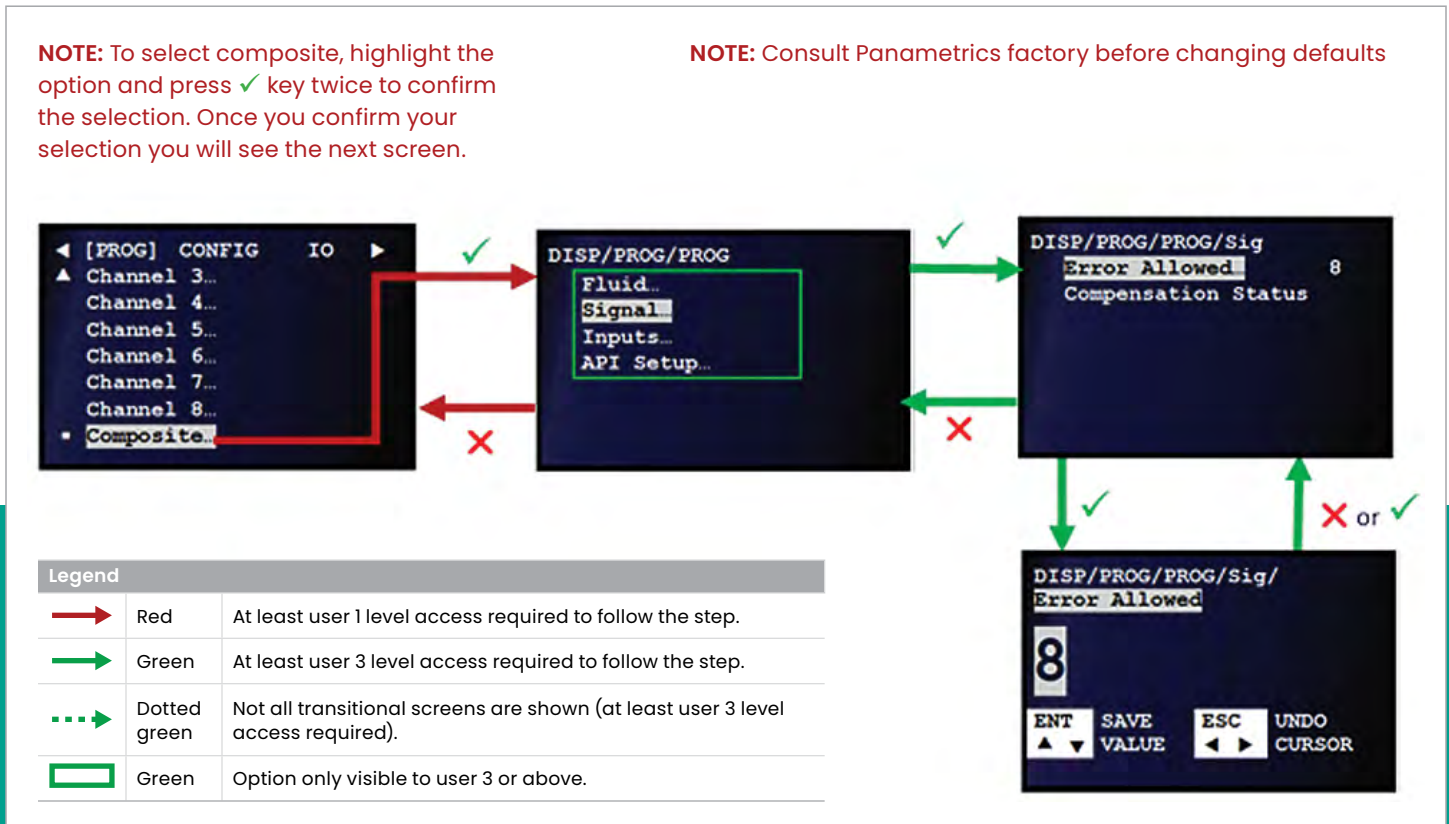 NOTE: To select composite, highlight the
option and press ✓ key twice to confirm
the selection. Once you confirm your
selection you will see the next screen.
NOTE: Consult Panametrics factory before changing defaults
◄ [PROG] CONFIG IO ►
▲ Channel 3…
Channel 4…
Channel 5…
Channel 6…
Channel 7…
Channel 8…
▪ Composite…
✓
✕
DISP/PROG/PROG
Fluid…
Signal…
Inputs…
API Setup…
✓
✕
DISP/PROG/PROG/Sig
Error Allowed… 8
Compensation Status
✓
✕ or ✓
DISP/PROG/PROG/Sig/
Error Allowed
8
ENT SAVE ESC UNDO
▲ ▼ VALUE ◄ ► CURSOR
Legend
Red At least user 1 level access required to follow the step.
Green At least user 3 level access required to follow the step.
Dotted
green
Not all transitional screens are shown (at least user 3 level
access required).
Green Option only visible to user 3 or above.